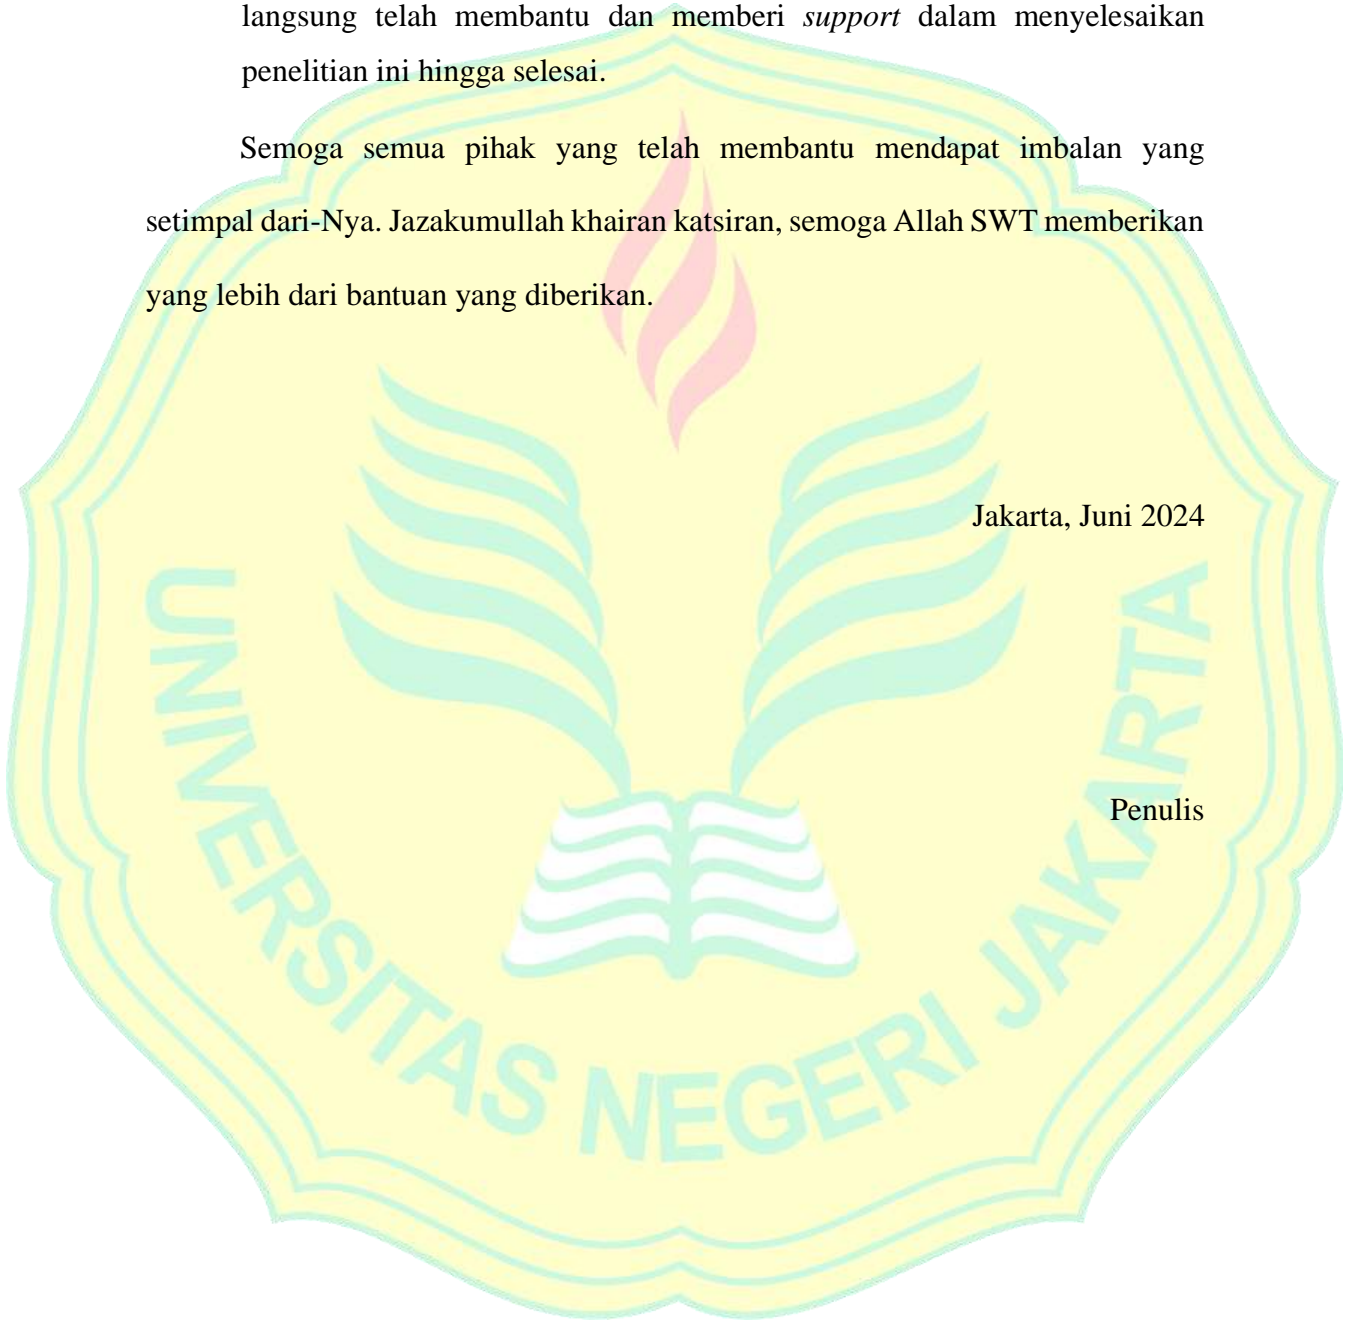 langsung telah membantu dan memberi support dalam menyelesaikan
penelitian ini hingga selesai.
Semoga semua pihak yang telah membantu mendapat imbalan yang
setimpal dari-Nya. Jazakumullah khairan katsiran, semoga Allah SWT memberikan
yang lebih dari bantuan yang diberikan.
Jakarta, Juni 2024
Penulis
UNIVERSITAS NEGERI JAKARTA